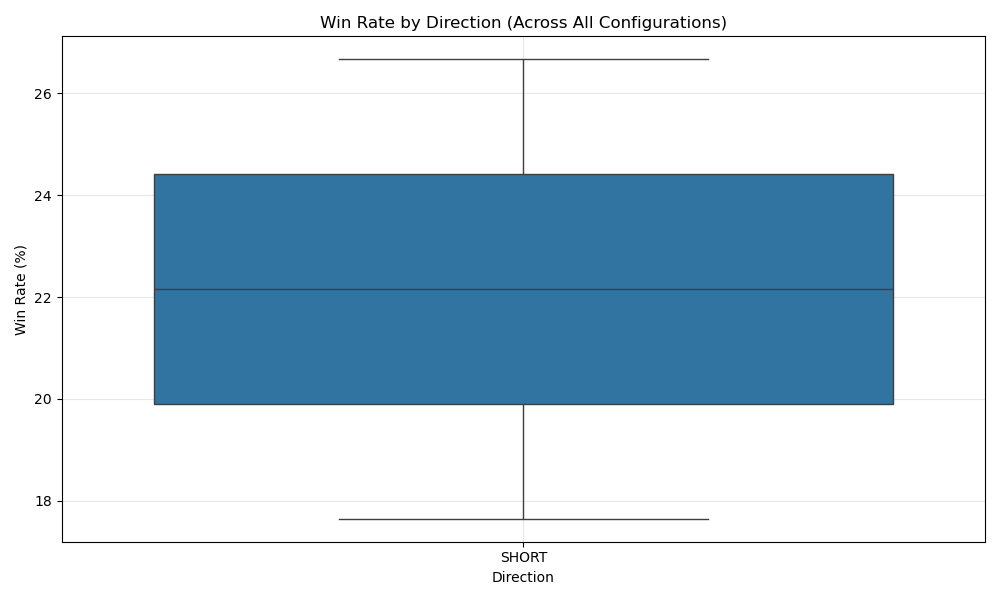 Win Rate by Direction (Across All Configurations)
Win Rate (%)
26
24
22
20
18
SHORT
Direction